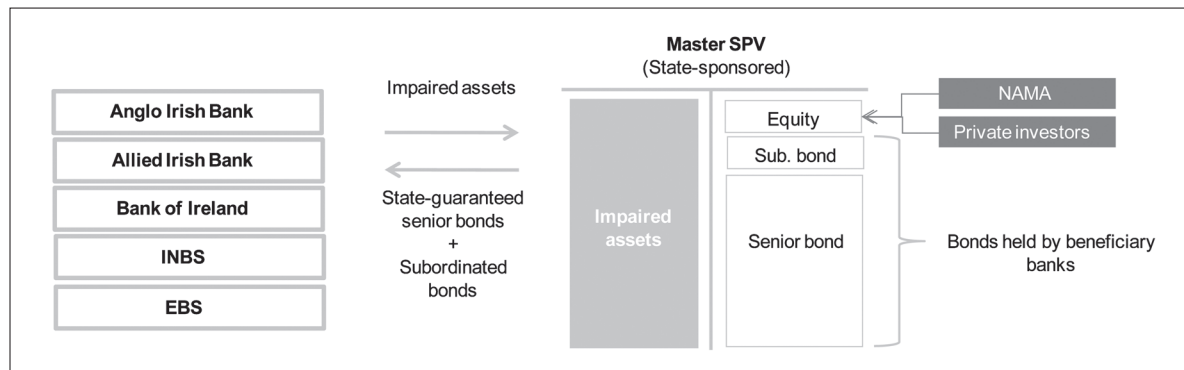 Master SPV
(State-sponsored)
Anglo Irish Bank
Allied Irish Bank
Bank of Ireland
INBS
EBS
Impaired assets
State-guaranteed
senior bonds
+
Subordinated
bonds
Impaired
assets
Equity
Sub. bond
Senior bond
NAMA
Private investors
Bonds held by beneficiary
banks